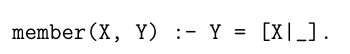 member(X, Y) :- Y = [X|_].